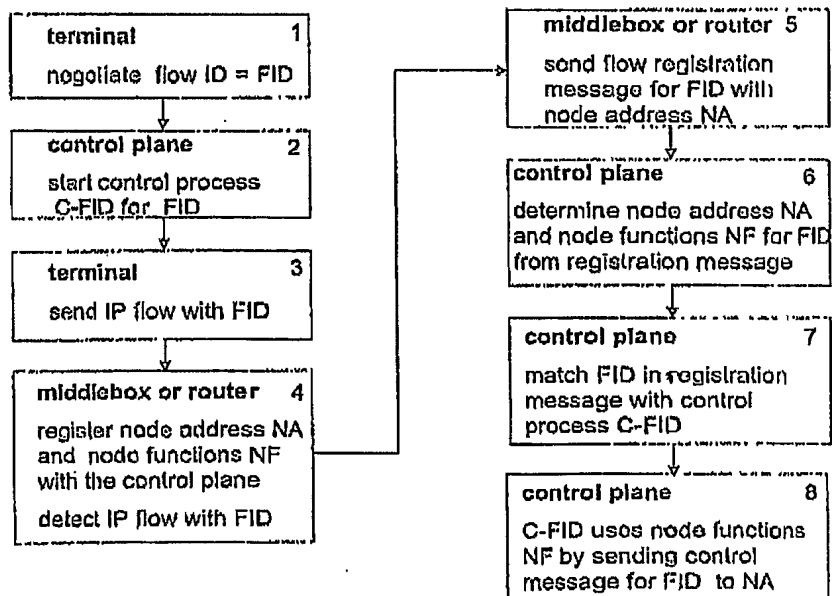 terminal 1
negotiate flow ID = FID
control plane 2
start control process
C-FID for FID
terminal 3
send IP flow with FID
middlebox or router 4
register node address NA
and node functions NF
with the control plane
detect IP flow with FID
middlebox or router 5
send flow registration
message for FID with
node address NA
control plane 6
determine node address NA
and node functions NF for FID
from registration message
control plane 7
match FID in registration
message with control
process C-FID
control plane 8
C-FID uses node functions
NF by sending control
message for FID to NA